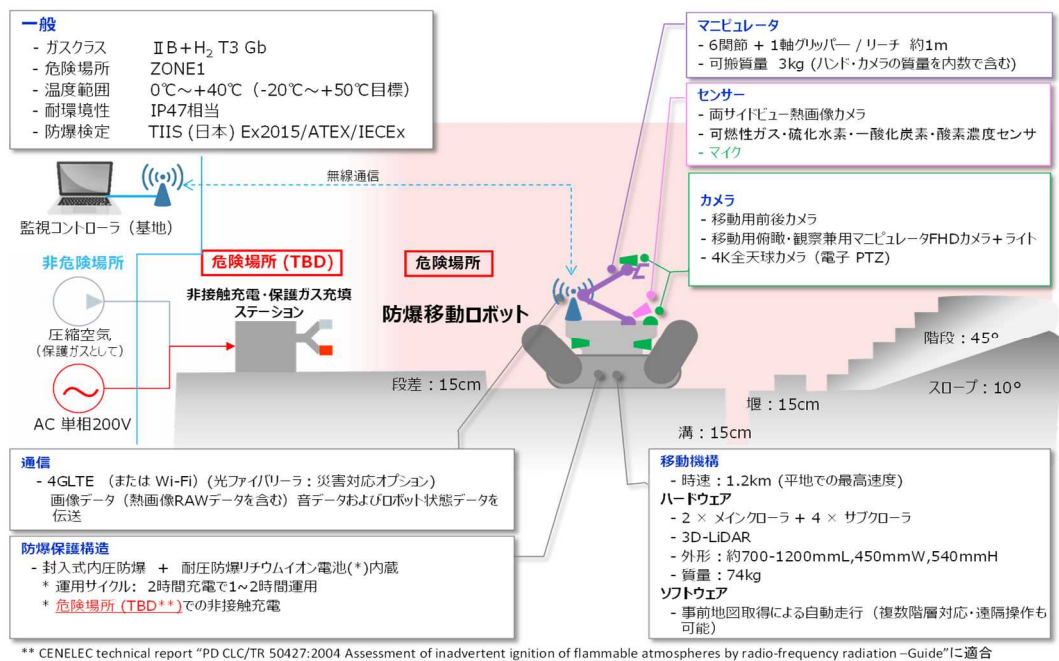 一般
- ガスクラス ⅡB+H₂ T3 Gb
- 危険場所 ZONE1
- 温度範囲 0℃～+40℃（-20℃～+50℃目標）
- 耐環境性 IP47相当
- 防爆検定 TIIS (日本) Ex2015/ATEX/IECEx
マニピュレータ
- 6関節 + 1軸グリッパー / リーチ 約1m
- 可搬質量 3kg (ハンド・カメラの質量を内数で含む)
センサー
- 両サイドビュー熱画像カメラ
- 可燃性ガス・硫化水素・一酸化炭素・酸素濃度センサ
- マイク
カメラ
- 移動用前後カメラ
- 移動用俯瞰・観察兼用マニピュレータFHDカメラ+ライト
- 4K全天球カメラ（電子 PTZ）
無線通信
監視コントローラ（基地）
非危険場所
危険場所 (TBD)
危険場所
非接触充電・保護ガス充填
ステーション
防爆移動ロボット
圧縮空気
（保護ガスとして）
AC 単相200V
段差：15cm
溝：15cm
堰：15cm
階段：45°
スロープ：10°
通信
- 4GLTE （または Wi-Fi）（光ファイバリーラ：災害対応オプション）
画像データ（熱画像RAWデータを含む）音データおよびロボット状態データを
伝送
防爆保護構造
- 封入式内圧防爆 + 耐圧防爆リチウムイオン電池(*)内蔵
* 運用サイクル: 2時間充電で1~2時間運用
* 危険場所 (TBD**)での非接触充電
移動機構
- 時速：1.2km (平地での最高速度)
ハードウェア
- 2 × メインクローラ + 4 × サブクローラ
- 3D-LiDAR
- 外形：約700-1200mmL,450mmW,540mmH
- 質量：74kg
ソフトウェア
- 事前地図取得による自動走行（複数階層対応・遠隔操作も
可能）
** CENELEC technical report "PD CLC/TR 50427:2004 Assessment of inadvertent ignition of flammable atmospheres by radio-frequency radiation –Guide"に適合